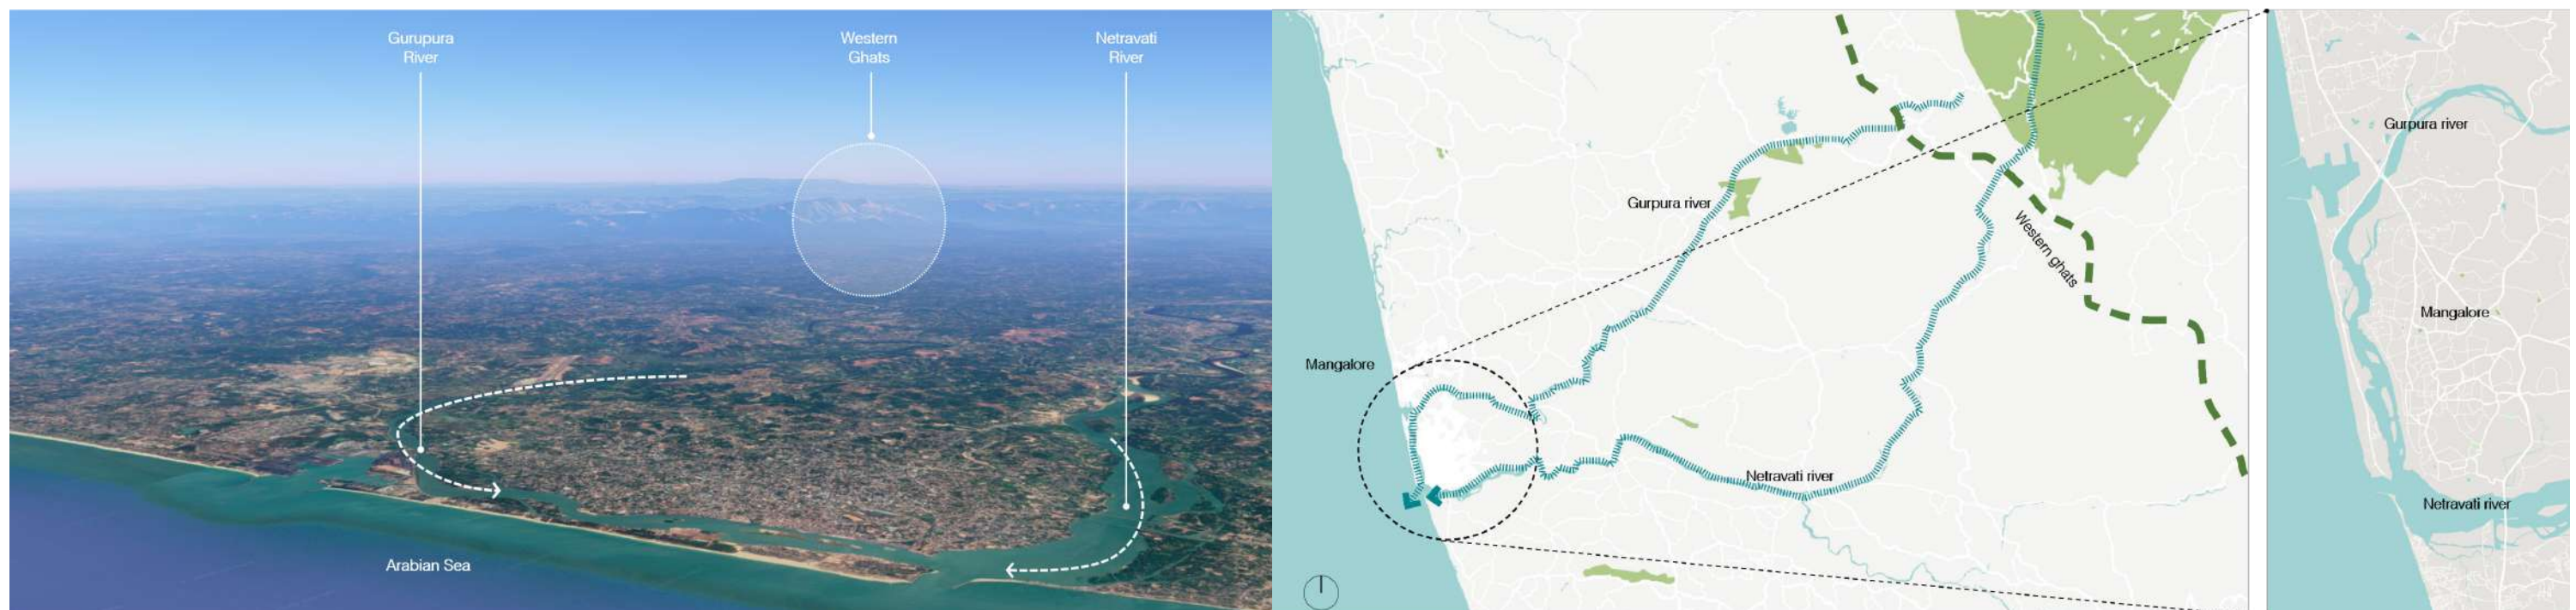 Gurupura
River
Western
Ghats
Netravati
River
Arabian Sea
Gurpura river
Western ghats
Mangalore
Netravati river
Gurpura river
Mangalore
Netravati river